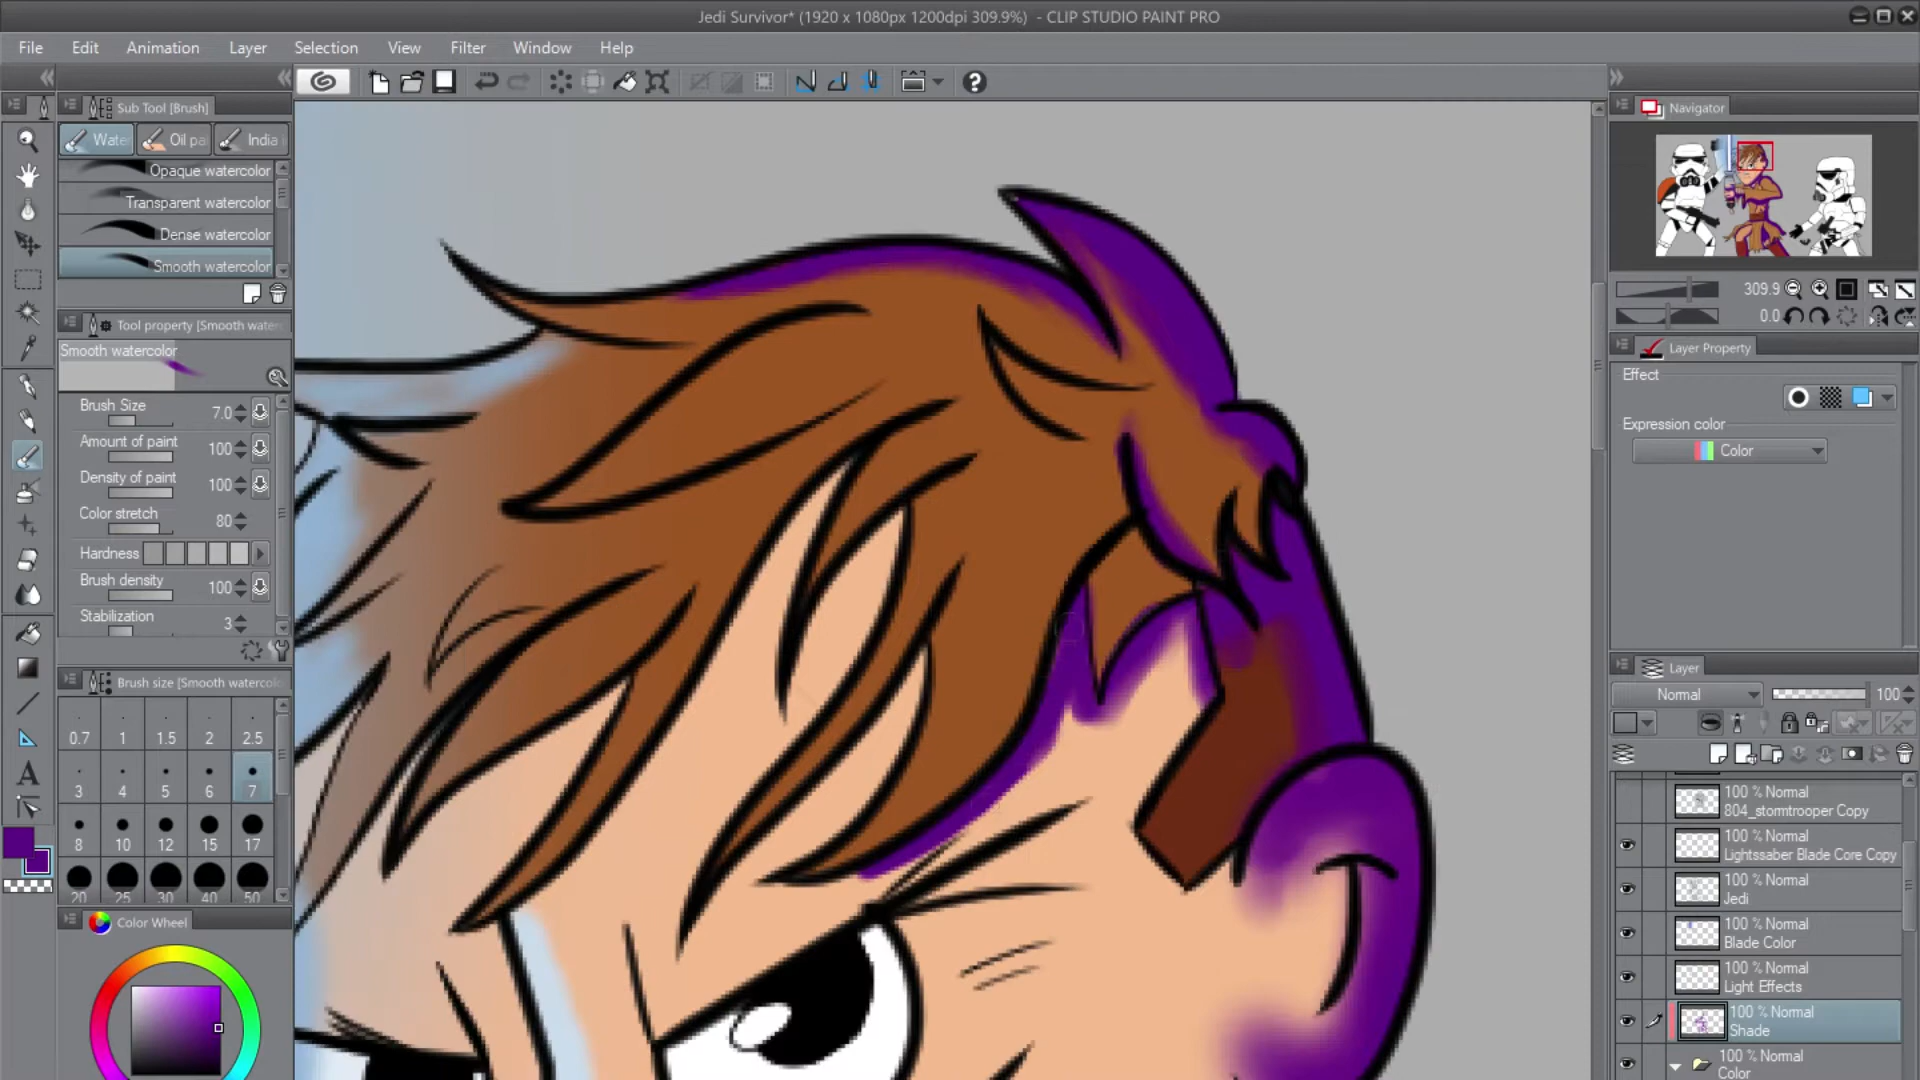 Jedi Survivor* (1920 x 1080px 1200dpi 309.9%) - CLIP STUDIO PAINT PRO
File Edit Animation Layer Selection View Filter Window Help
Sub Tool [Brush]
Oil pa India
Opaque watercolor
Transparent watercolor
Dense watercolor
Smooth watercolor
Tool property [Smooth water
Smooth watercolor
Brush Size 7.0
Amount of paint 100
Density of paint 100
Color stretch 80
Hardness
Brush density 100
Stabilization 3
Brush size [Smooth watercolo
0.7 1 1.5 2 2.5
3 4 5 6 7
8 10 12 15 17
20 25 30 40 50
Color Wheel
Navigator
309.9
0.0
Layer Property
Effect
Expression color
Color
Layer
Normal 100
100 % Normal
804_stormtrooper Copy
100 % Normal
Lightssaber Blade Core Copy
100 % Normal
Jedi
100 % Normal
Blade Color
100 % Normal
Light Effects
100 % Normal
Shade
100 % Normal
Color